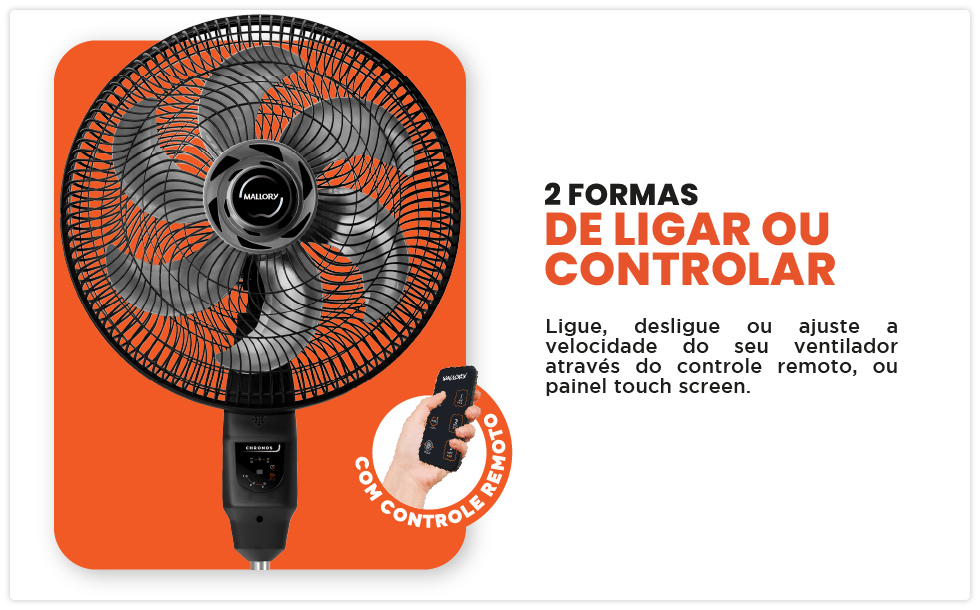 MALLORY
CHRONOS
MALLORY
COM CONTROLE REMOTO
2 FORMAS
DE LIGAR OU
CONTROLAR
Ligue, desligue ou ajuste a
velocidade do seu ventilador
através do controle remoto, ou
painel touch screen.